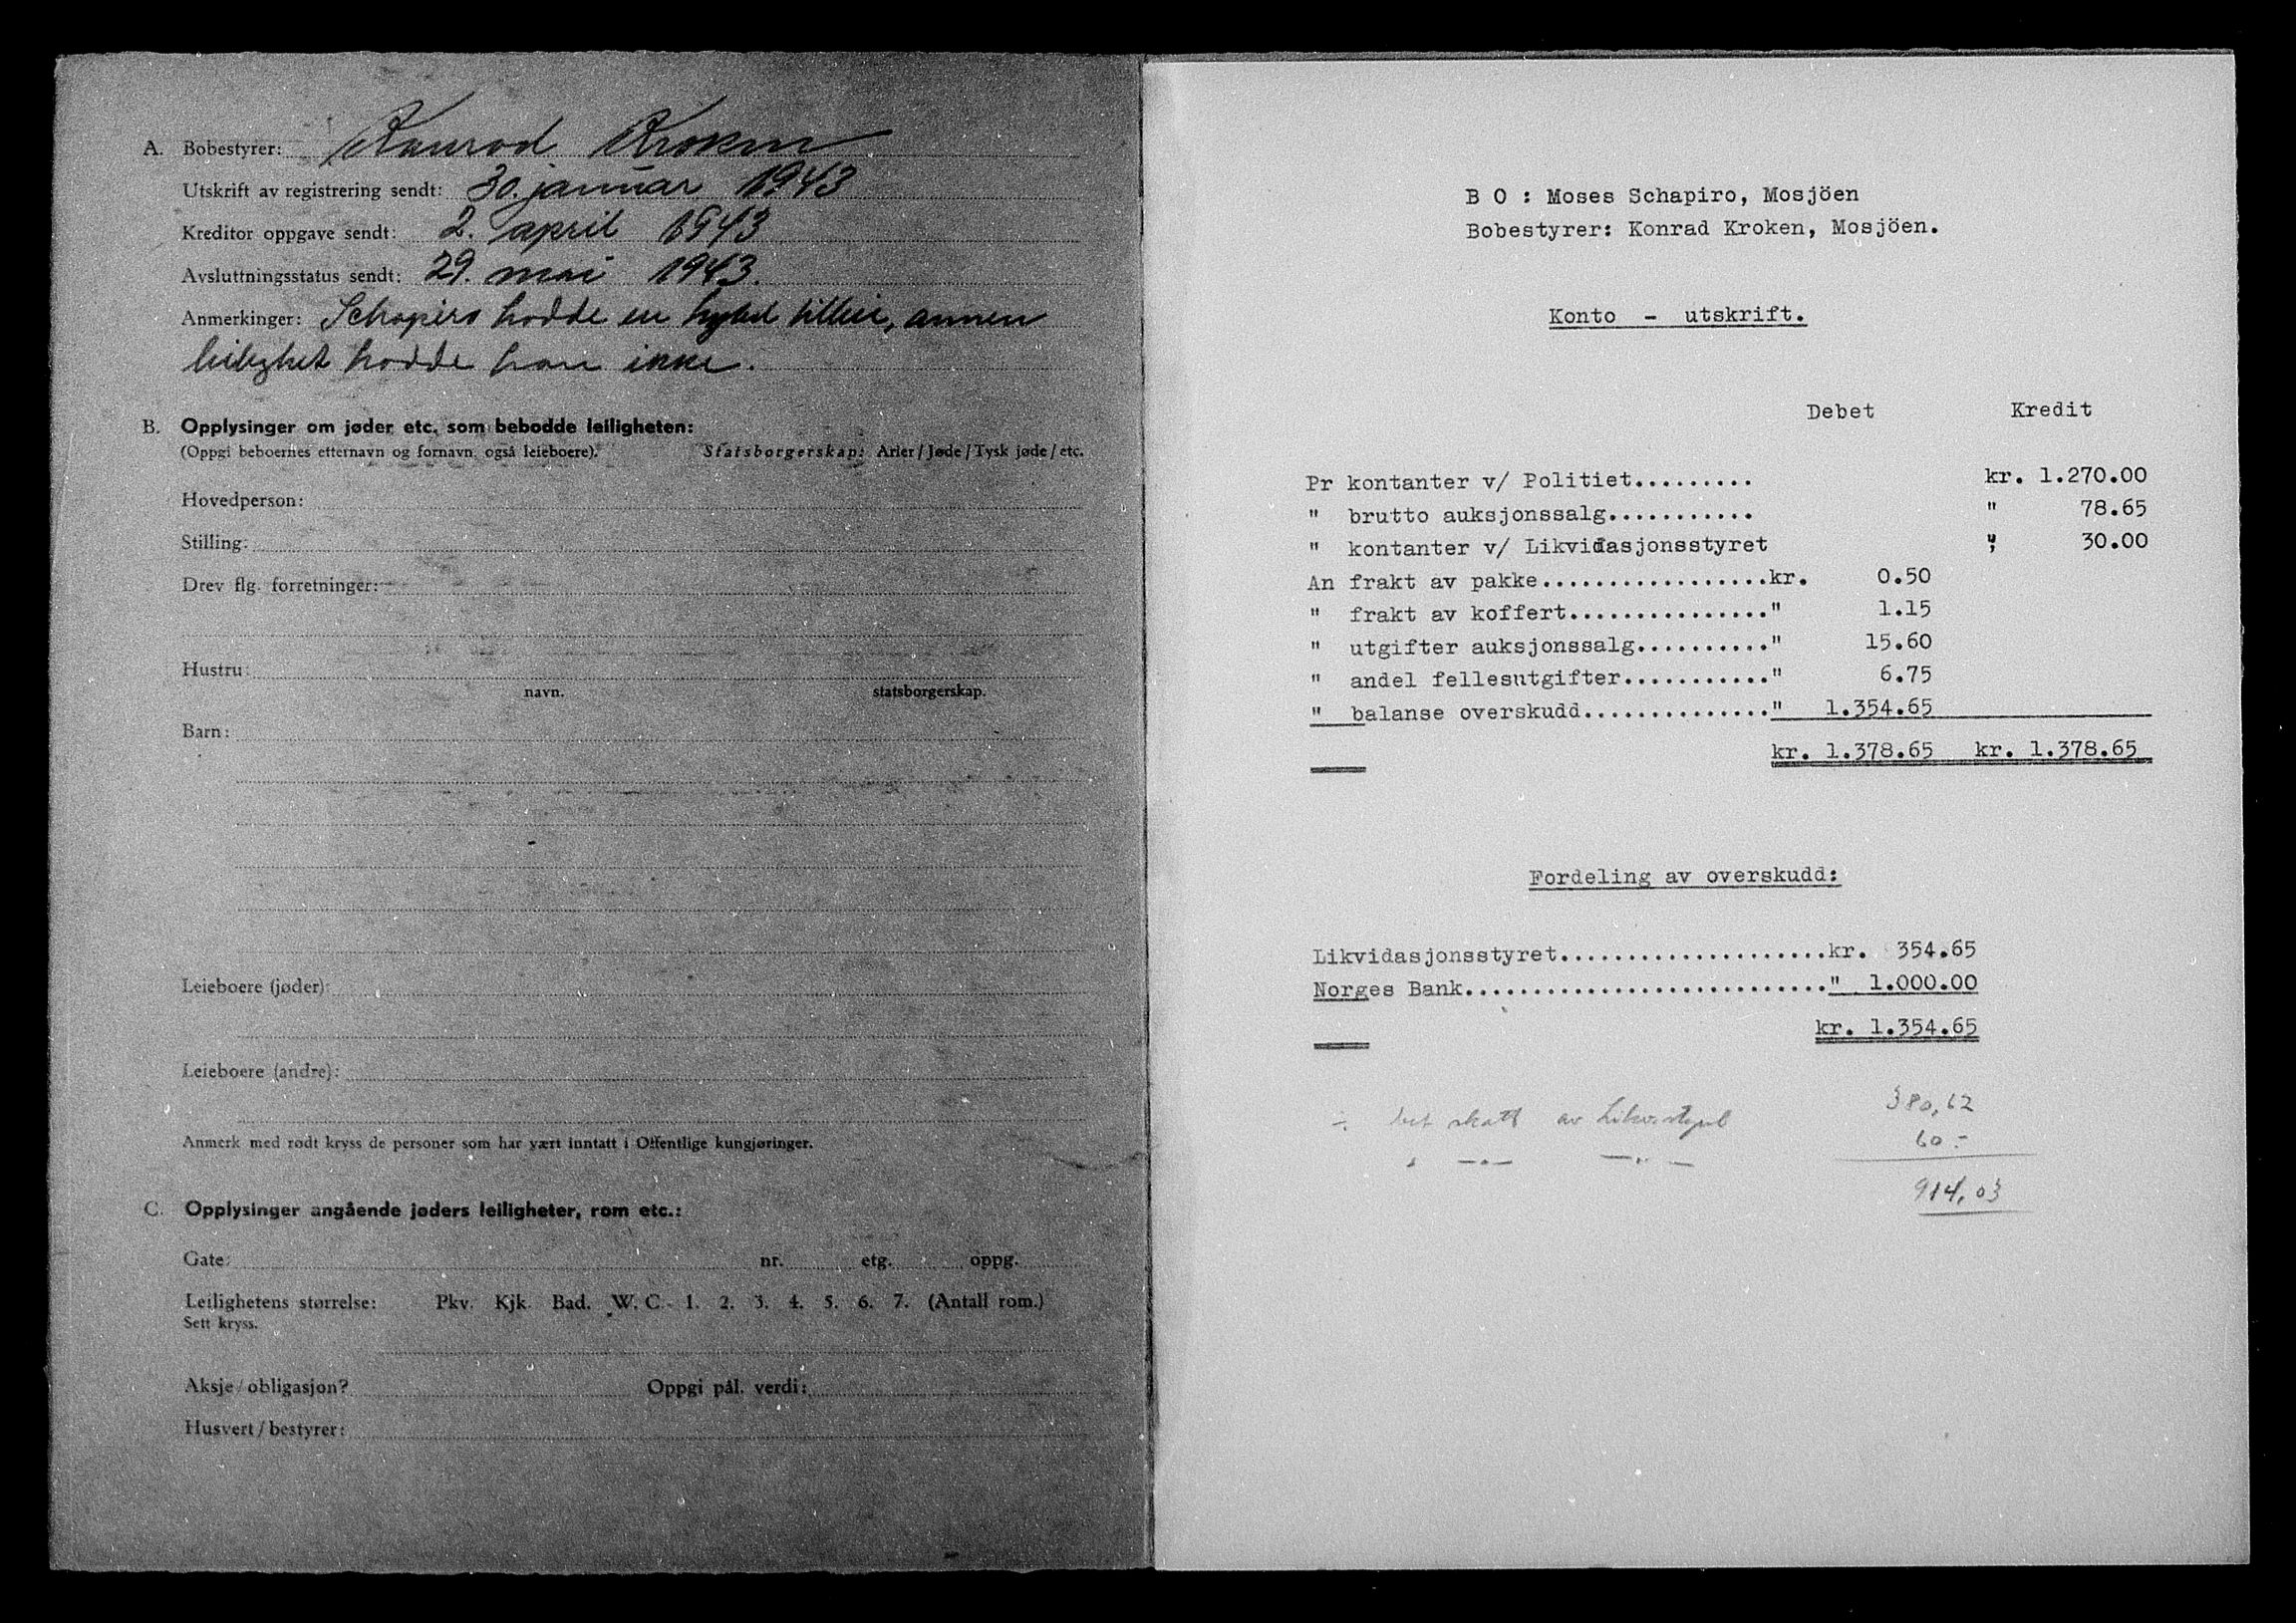 A. Bobestyrer: Konrad Kroken
Utskrift av registrering sendt: 30. januar 1943
Kreditor oppgave sendt: 2. april 1943
Avsluttningsstatus sendt: 29. mai 1943.
Anmerkinger: Schapiro hadde en hybel tilleie, annen
leilighet hadde han ikke.
B. Opplysinger om jøder etc. som bebodde leiligheten:
(Oppgi beboernes etternavn og fornavn, også leieboere). Statsborgerskap: Arier / Jøde / Tysk jøde / etc.
Hovedperson:
Stilling:
Drev flg. forretninger:
Hustru:
navn. statsborgerskap.
Barn:
Leieboere (jøder):
Leieboere (andre):
Anmerk med rødt kryss de personer som har vært inntatt i Offentlige kungjøringer.
C. Opplysinger angående jøders leiligheter, rom etc.:
Gate: nr. etg. oppg.
Leilighetens størrelse: Pkv. Kjk. Bad. W. C. 1. 2. 3. 4. 5. 6. 7. (Antall rom.)
Sett kryss.
Aksje / obligasjon? Oppgi pål. verdi:
Husvert / bestyrer:
B O : Moses Schapiro, Mosjöen
Bobestyrer: Konrad Kroken, Mosjöen.
Konto - utskrift.
Debet Kredit
Pr kontanter v/ Politiet......... kr. 1.270.00
" brutto auksjonssalg........... " 78.65
" kontanter v/ Likvidasjonsstyret " 30.00
An frakt av pakke.................kr. 0.50
" frakt av koffert..............." 1.15
" utgifter auksjonssalg.........." 15.60
" andel fellesutgifter..........." 6.75
" balanse overskudd.............." 1.354.65
kr. 1.378.65 kr. 1.378.65
Fordeling av overskudd:
Likvidasjonsstyret....................kr. 354.65
Norges Bank..........................." 1.000.00
kr. 1.354.65
÷ bet skatt av 380,62
" —"— —"— 60.-
914,03